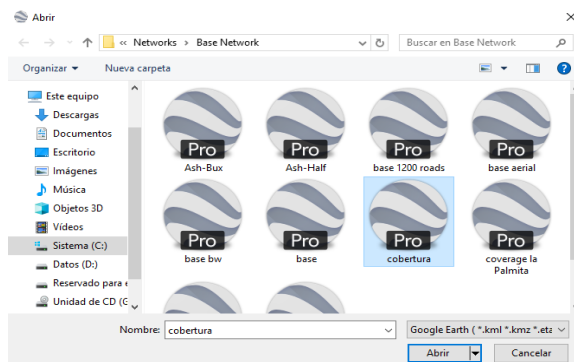 Abrir
« Networks › Base Network
Buscar en Base Network
Organizar
Nueva carpeta
Este equipo
Descargas
Documentos
Escritorio
Imágenes
Música
Objetos 3D
Vídeos
Sistema (C:)
Datos (D:)
Reservado para e
Unidad de CD (G
Pro
Pro
Pro
Pro
Ash-Bux
Ash-Half
base 1200 roads
base aerial
Pro
Pro
Pro
Pro
base bw
base
cobertura
coverage la
Palmita
Nombre:
cobertura
Google Earth ( *.kml *.kmz *.eta
Abrir
Cancelar